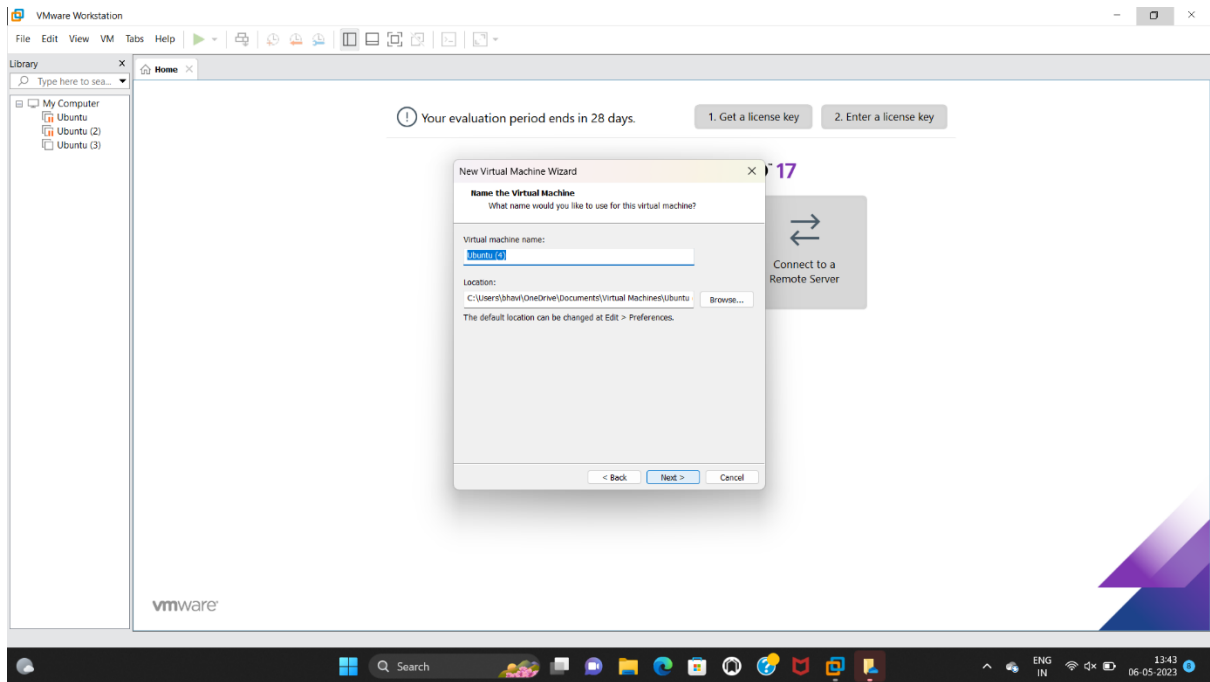 VMware Workstation
File Edit View VM Tabs Help
Library X
Home
Type here to sea...
My Computer
Ubuntu
Ubuntu (2)
Ubuntu (3)
Your evaluation period ends in 28 days.
1. Get a license key
2. Enter a license key
17
New Virtual Machine Wizard
Name the Virtual Machine
What name would you like to use for this virtual machine?
Virtual machine name:
Ubuntu (4)
Location:
C:\Users\bhavi\OneDrive\Documents\Virtual Machines\Ubuntu
Browse...
The default location can be changed at Edit > Preferences.
< Back
Next >
Cancel
Connect to a
Remote Server
vmware
Search
ENG
IN
13:43
06-05-2023
8